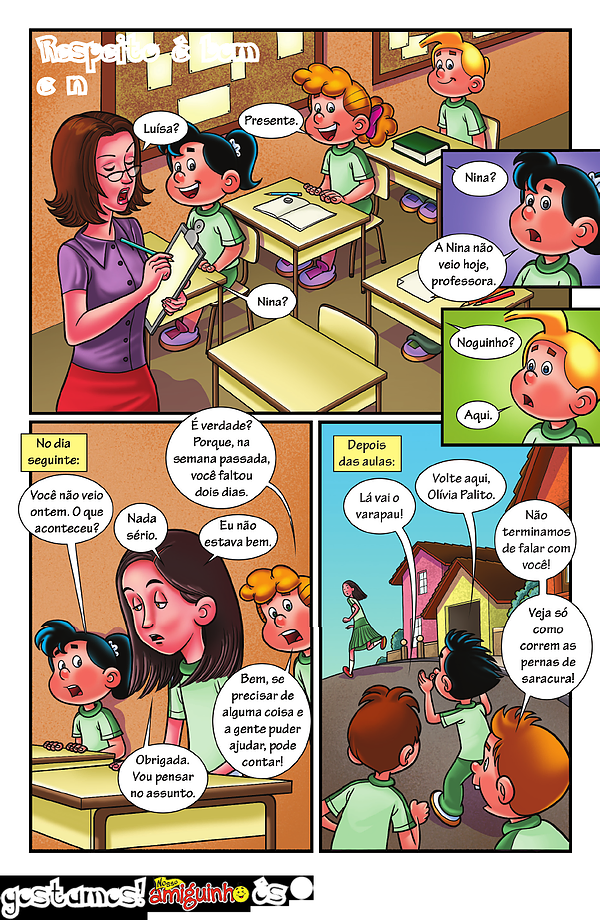 Respeito é bom
e n
Luísa?
Presente.
Nina?
Nina?
A Nina não
veio hoje,
professora.
Noguinho?
Aqui.
No dia
seguinte:
Você não veio
ontem. O que
aconteceu?
Nada
sério.
Eu não
estava bem.
É verdade?
Porque, na
semana passada,
você faltou
dois dias.
Bem, se
precisar de
alguma coisa e
a gente puder
ajudar, pode
contar!
Obrigada.
Vou pensar
no assunto.
Depois
das aulas:
Lá vai o
varapau!
Volte aqui,
Olívia Palito.
Não
terminamos
de falar com
você!
Veja só
como
correm as
pernas de
saracura!
gostamos! Nosso amiguinho